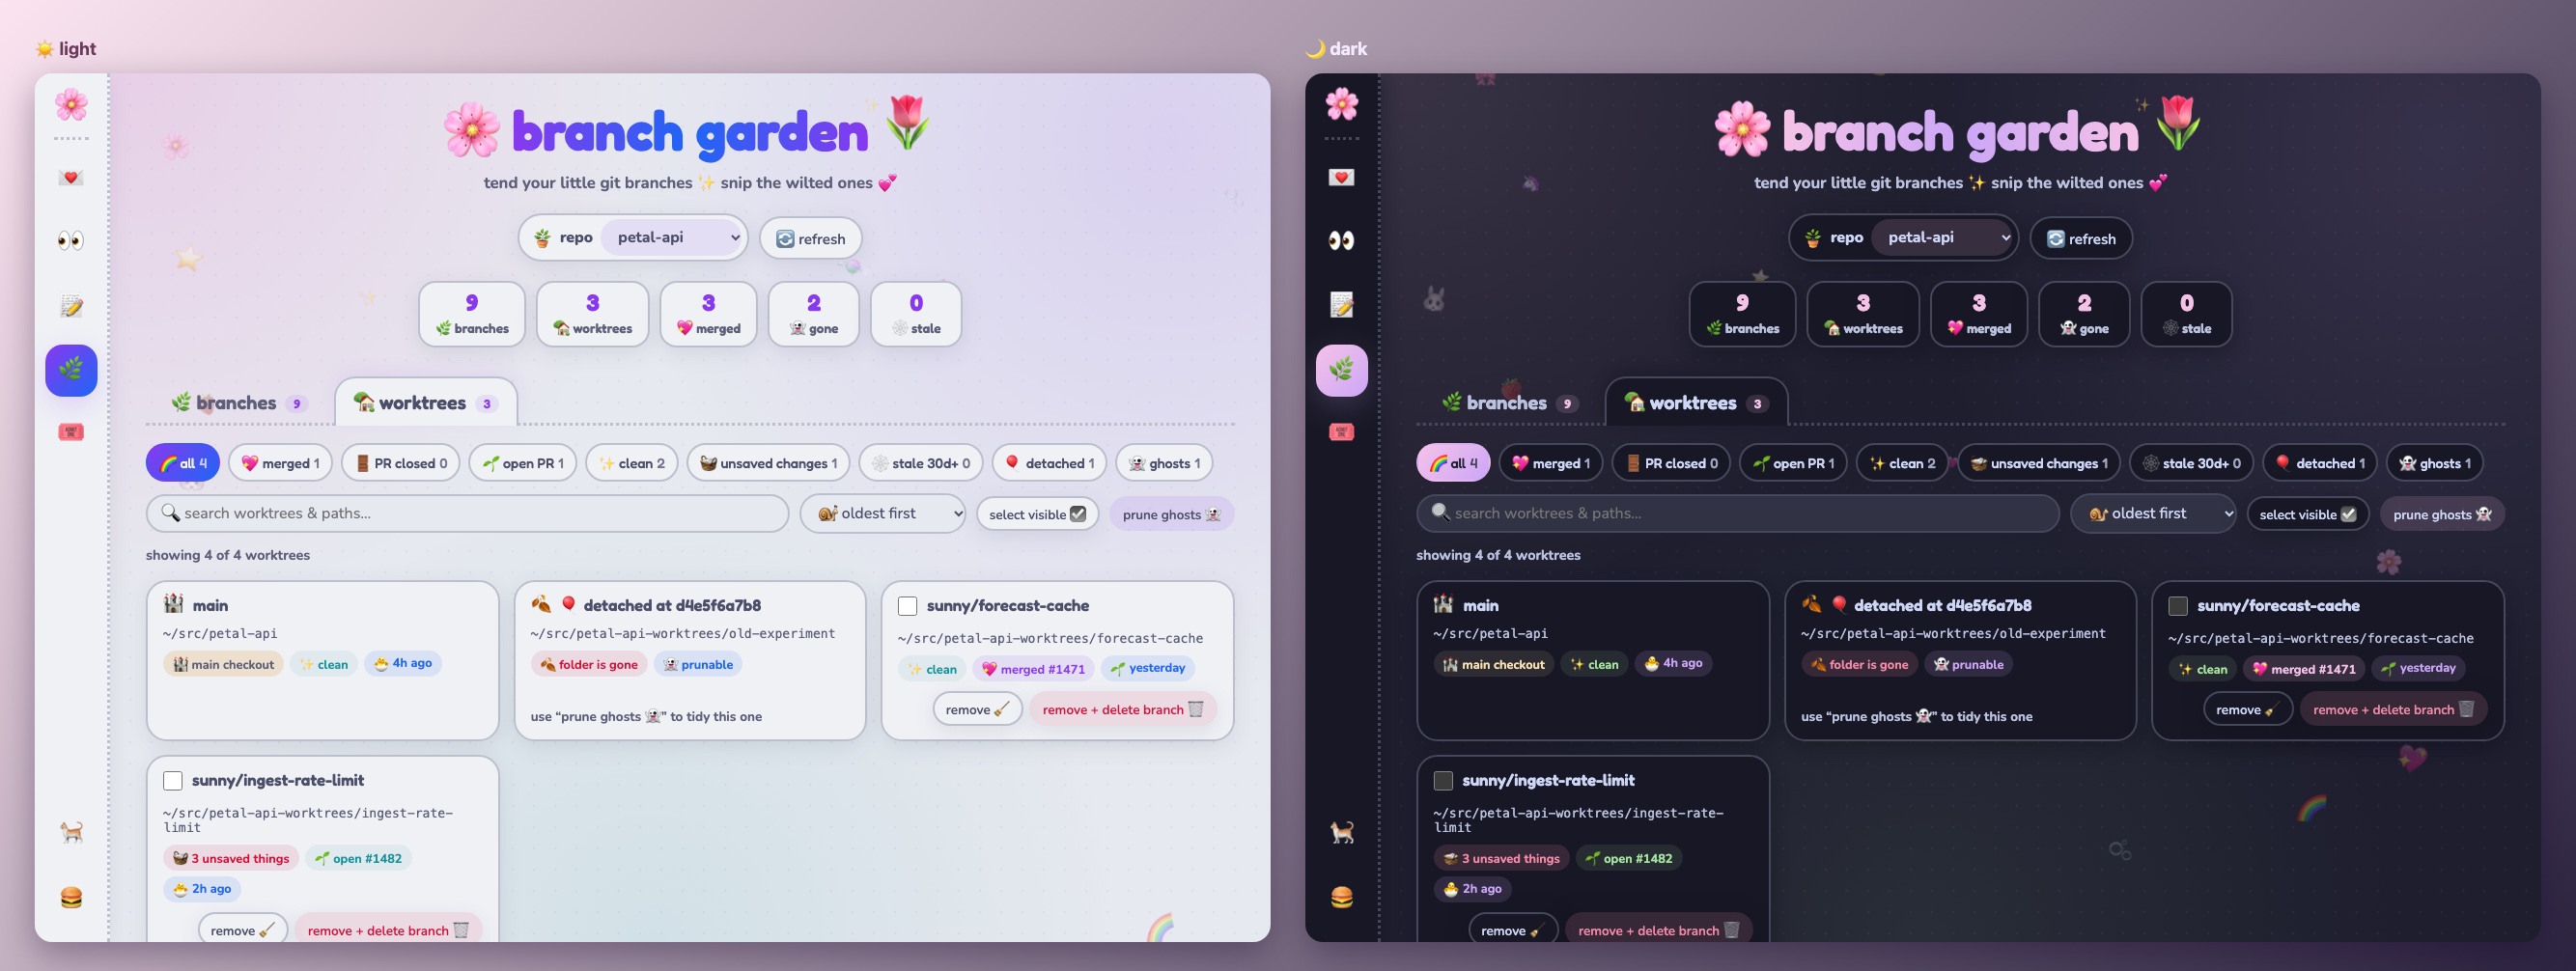 ☀️ light
🌸 branch garden 🌷
tend your little git branches ✨ snip the wilted ones 💕
🪴 repo petal-api 🔄 refresh
9 3 3 2 0
🌿 branches 🏡 worktrees 💖 merged 👻 gone 🕸️ stale
🌿 branches 9 🏡 worktrees 3
🌈 all 4 💖 merged 1 🚪 PR closed 0 🌱 open PR 1 ✨ clean 2 🧺 unsaved changes 1 🕸️ stale 30d+ 0 🎈 detached 1 👻 ghosts 1
🔍 search worktrees & paths... 🐌 oldest first select visible ☑️ prune ghosts 👻
showing 4 of 4 worktrees
🏰 main
~/src/petal-api
🏰 main checkout ✨ clean 🐣 4h ago
🍂 🎈 detached at d4e5f6a7b8
~/src/petal-api-worktrees/old-experiment
🍂 folder is gone 👻 prunable
use “prune ghosts 👻” to tidy this one
sunny/forecast-cache
~/src/petal-api-worktrees/forecast-cache
✨ clean 💖 merged #1471 🌱 yesterday
remove 🧹 remove + delete branch 🗑️
sunny/ingest-rate-limit
~/src/petal-api-worktrees/ingest-rate-
limit
🧺 3 unsaved things 🌱 open #1482
🐣 2h ago
remove 🧹 remove + delete branch 🗑️
🌙 dark
🌸 branch garden 🌷
tend your little git branches ✨ snip the wilted ones 💕
🪴 repo petal-api 🔄 refresh
9 3 3 2 0
🌿 branches 🏡 worktrees 💖 merged 👻 gone 🕸️ stale
🌿 branches 9 🏡 worktrees 3
🌈 all 4 💖 merged 1 🚪 PR closed 0 🌱 open PR 1 ✨ clean 2 🧺 unsaved changes 1 🕸️ stale 30d+ 0 🎈 detached 1 👻 ghosts 1
🔍 search worktrees & paths... 🐌 oldest first select visible ☑️ prune ghosts 👻
showing 4 of 4 worktrees
🏰 main
~/src/petal-api
🏰 main checkout ✨ clean 🐣 4h ago
🍂 🎈 detached at d4e5f6a7b8
~/src/petal-api-worktrees/old-experiment
🍂 folder is gone 👻 prunable
use “prune ghosts 👻” to tidy this one
sunny/forecast-cache
~/src/petal-api-worktrees/forecast-cache
✨ clean 💖 merged #1471 🌱 yesterday
remove 🧹 remove + delete branch 🗑️
sunny/ingest-rate-limit
~/src/petal-api-worktrees/ingest-rate-
limit
🧺 3 unsaved things 🌱 open #1482
🐣 2h ago
remove 🧹 remove + delete branch 🗑️